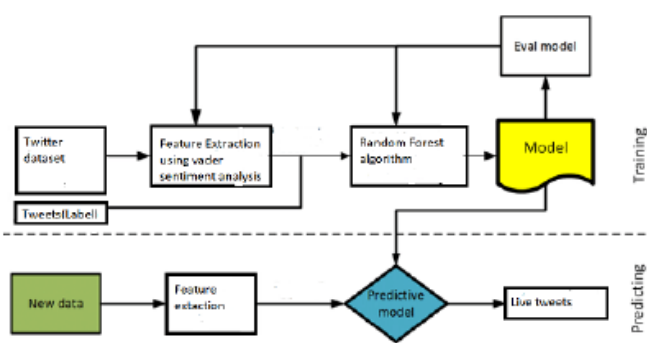 Eval model
Twitter
dataset
Feature Extraction
using vader
sentiment analysis
Random Forest
algorithm
Model
Training
Tweets(Label)
New data
Feature
extaction
Predictive
model
Live tweets
Predicting